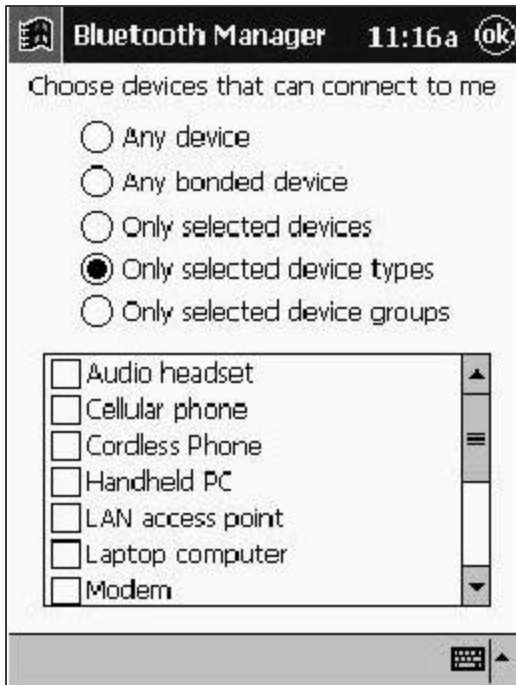 Bluetooth Manager 11:16a ok
Choose devices that can connect to me
Any device
Any bonded device
Only selected devices
Only selected device types
Only selected device groups
Audio headset
Cellular phone
Cordless Phone
Handheld PC
LAN access point
Laptop computer
Modem